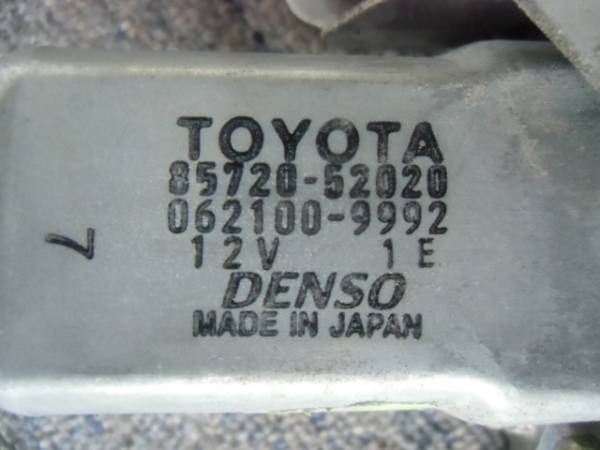 TOYOTA
85720-52020
062100-9992
12V 1E
DENSO
MADE IN JAPAN
7